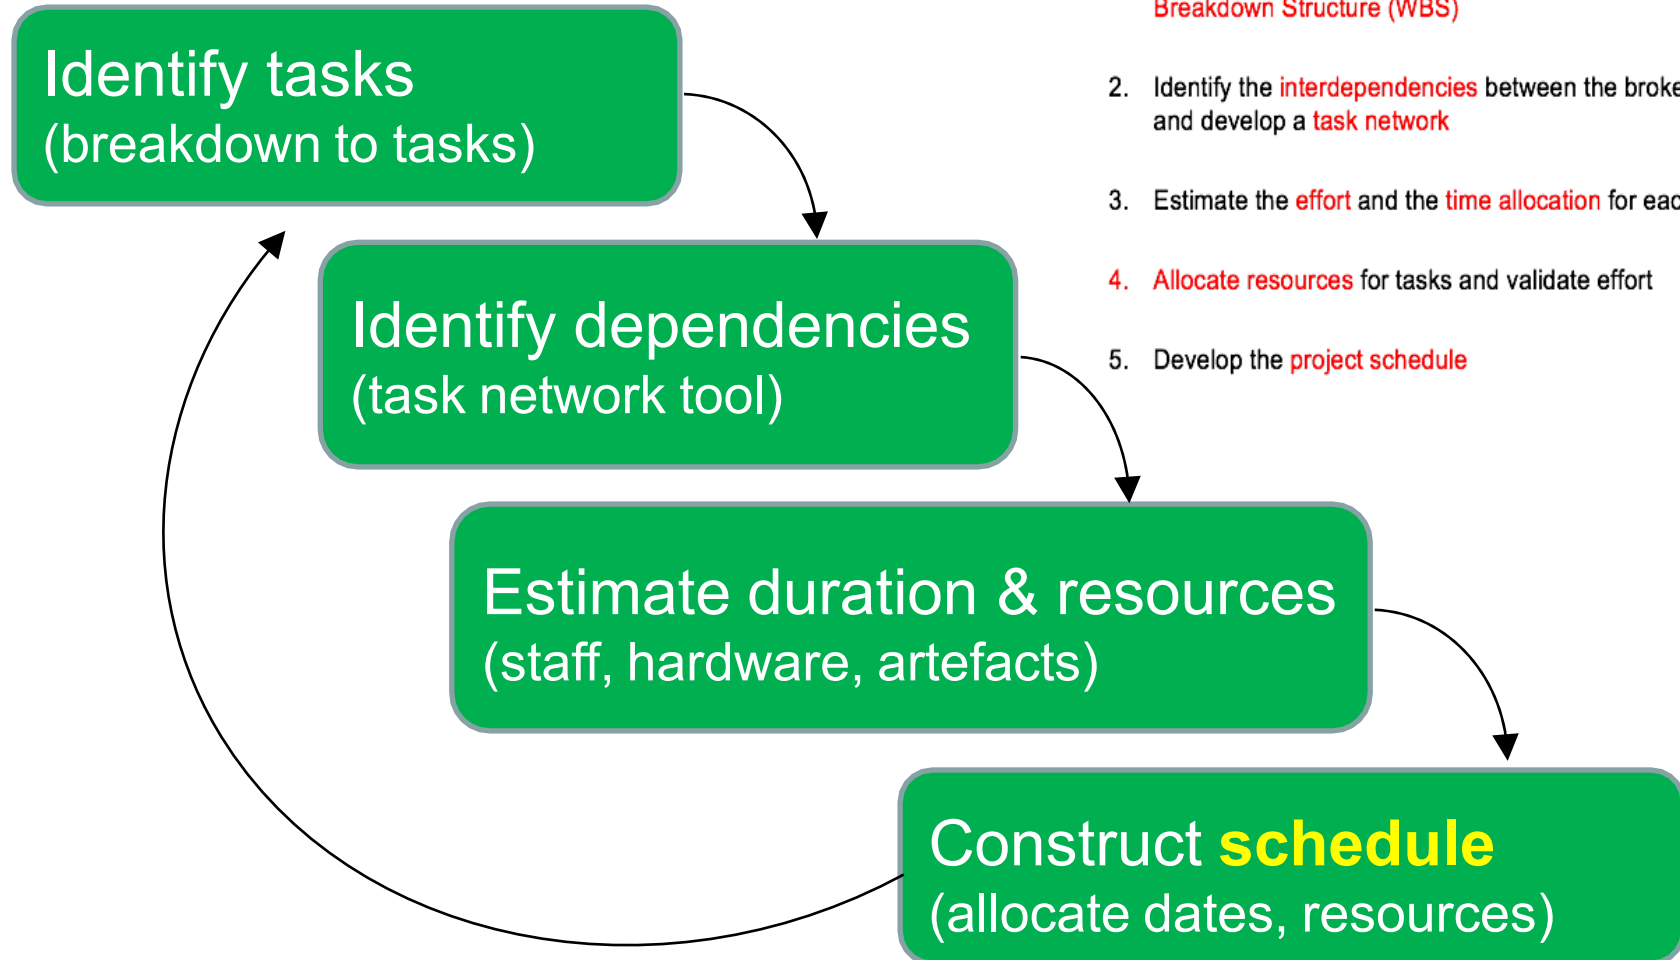 Identify tasks
(breakdown to tasks)
Identify dependencies
(task network tool)
Estimate duration & resources
(staff, hardware, artefacts)
Construct schedule
(allocate dates, resources)
Breakdown Structure (WBS)
2. Identify the interdependencies between the
and develop a task network
3. Estimate the effort and the time allocation for
4. Allocate resources for tasks and validate effort
5. Develop the project schedule